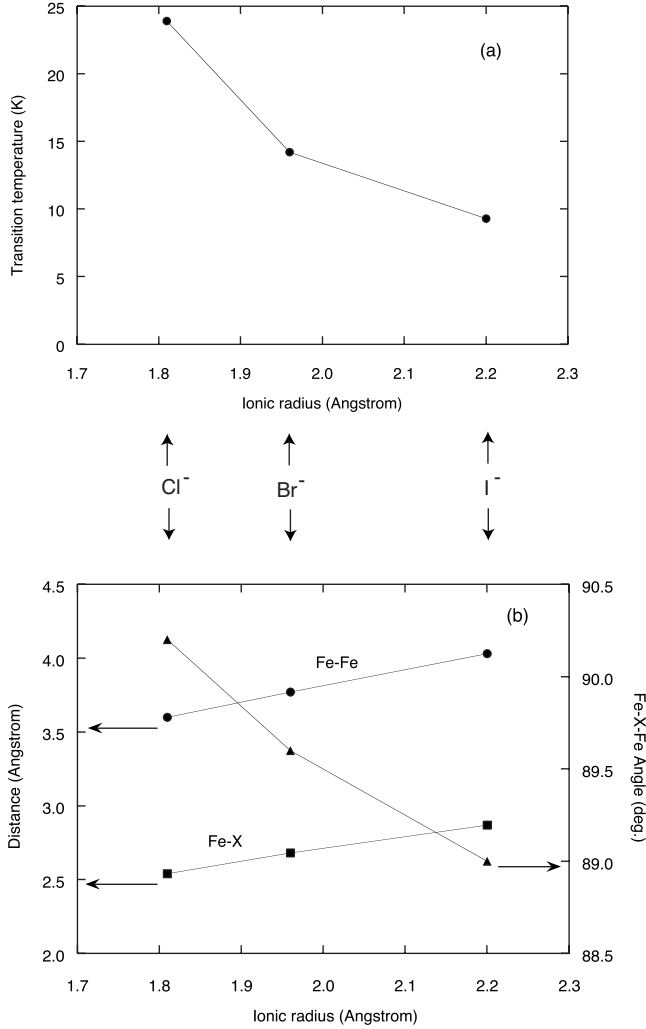 25
(a)
20
15
10
5
0
Transition temperature (K)
1.7 1.8 1.9 2.0 2.1 2.2 2.3
Ionic radius (Angstrom)
Cl- Br- I-
4.5 90.5
(b)
4.0 90.0
Fe-Fe
3.5 89.5
3.0
Fe-X
2.5 89.0
2.0 88.5
Distance (Angstrom)
Fe-X-Fe Angle (deg.)
1.7 1.8 1.9 2.0 2.1 2.2 2.3
Ionic radius (Angstrom)